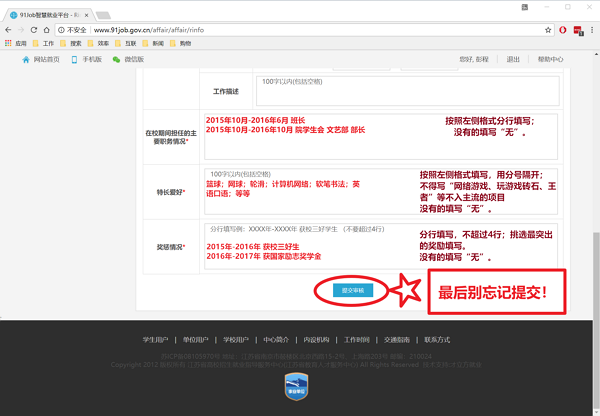 91Job智慧就业平台 - 科
不安全 | www.91job.gov.cn/affair/affair/rinfo
应用 工作 搜索 效率 互联 新闻 购物
网站首页 手机版 微信版 您好, 彭程 | 退出 | 帮助中心
工作描述
100字以内(包括空格)
在校期间担任的主
要职务情况*
2015年10月-2016年6月 班长
2015年10月-2016年10月 院学生会 文艺部 部长
按照左侧格式分行填写；
没有的填写“无”。
特长爱好*
100字以内(包括空格)
篮球；网球；轮滑；计算机网络；软笔书法；英
语口语；等等
按照左侧格式填写，用分号隔开；
不得写“网络游戏、玩游戏砖石、王
者”等不入主流的项目
没有的填写“无”。
奖惩情况*
分行填写例：XXXX年-XXXX年 获校三好学生 （不要超过4行）
2015年-2016年 获校三好生
2016年-2017年 获国家励志奖学金
分行填写，不超过4行；挑选最突出
的奖励填写。
没有的填写“无”。
提交审核
最后别忘记提交！
学生用户 | 单位用户 | 学校用户 | 中心简介 | 内设机构 | 工作时间 | 交通指南 | 联系方式
Copyright 2012 版权所有
All Rights Reserved
事业单位